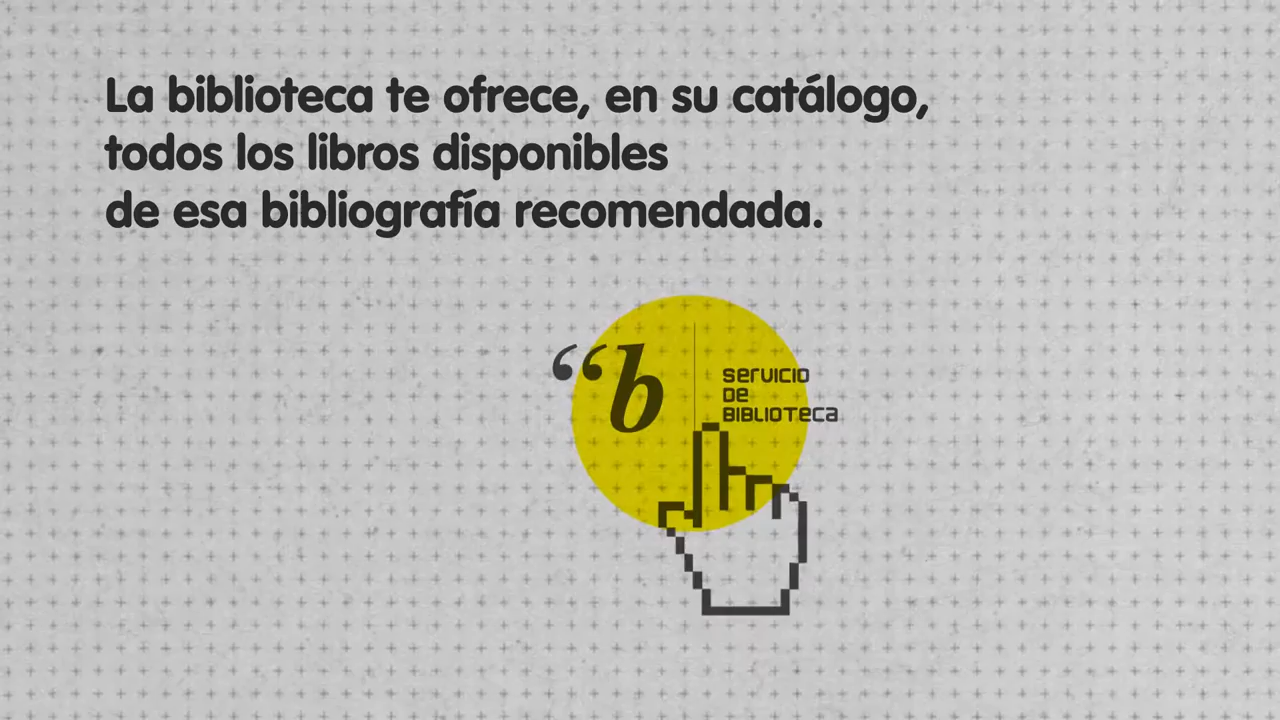 La biblioteca te ofrece, en su catálogo,
todos los libros disponibles
de esa bibliografía recomendada.
“b
servicio
de
biblioteca